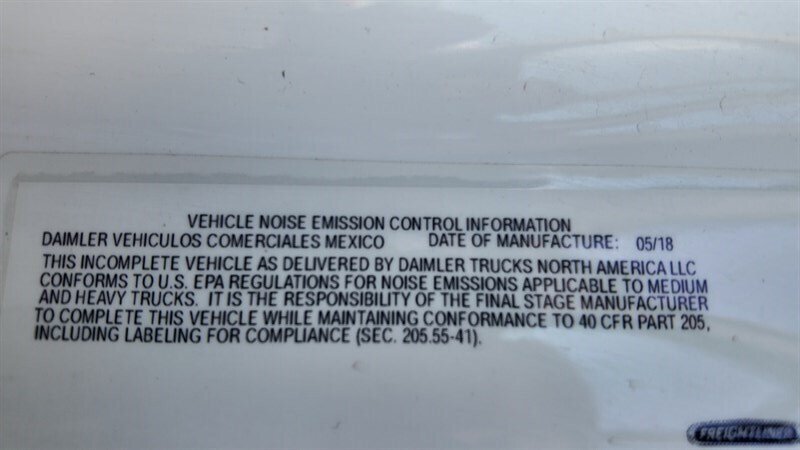 VEHICLE NOISE EMISSION CONTROL INFORMATION
DAIMLER VEHICULOS COMERCIALES MEXICO DATE OF MANUFACTURE: 05/18
THIS INCOMPLETE VEHICLE AS DELIVERED BY DAIMLER TRUCKS NORTH AMERICA LLC
CONFORMS TO U.S. EPA REGULATIONS FOR NOISE EMISSIONS APPLICABLE TO MEDIUM
AND HEAVY TRUCKS. IT IS THE RESPONSIBILITY OF THE FINAL STAGE MANUFACTURER
TO COMPLETE THIS VEHICLE WHILE MAINTAINING CONFORMANCE TO 40 CFR PART 205,
INCLUDING LABELING FOR COMPLIANCE (SEC. 205.55-41).
FREIGHTLINER